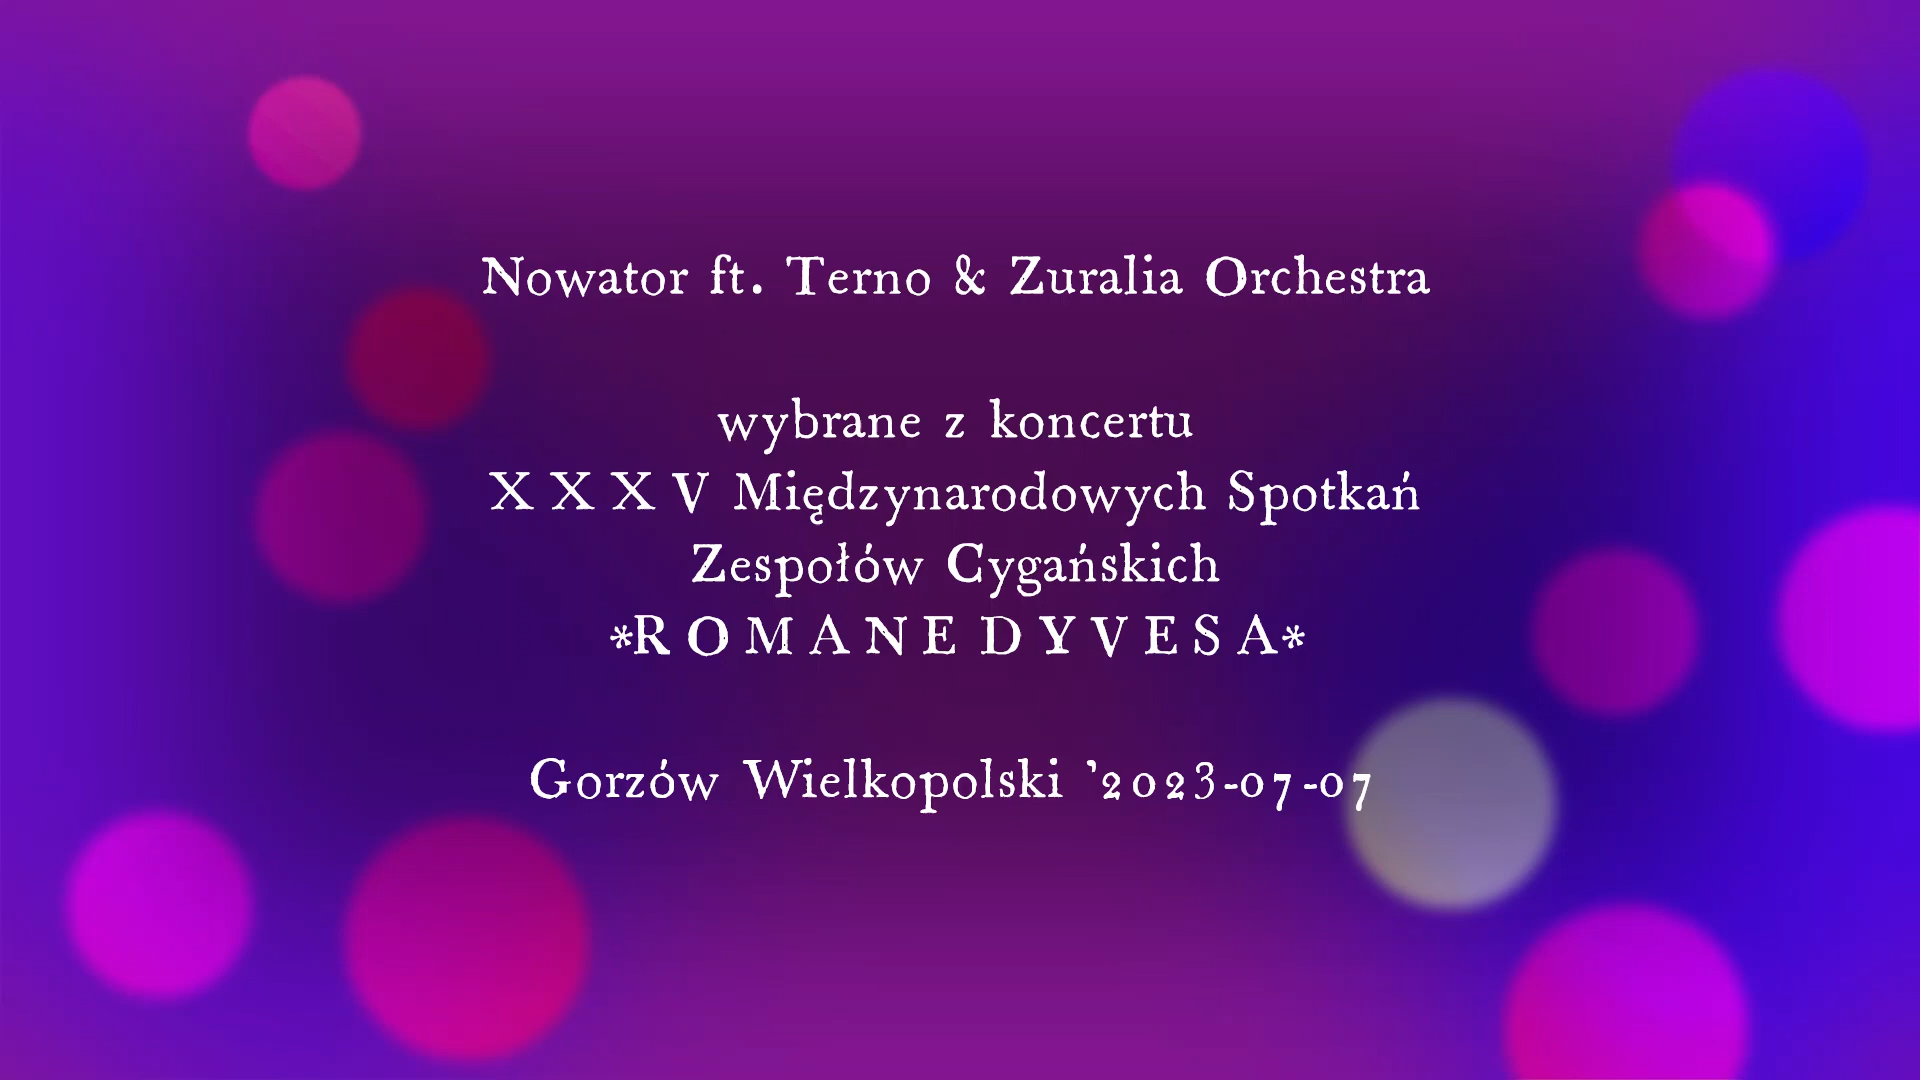 Nowator ft. Terno & Zuralia Orchestra
wybrane z koncertu
X X X V Międzynarodowych Spotkań
Zespołów Cygańskich
*R O M A N E D Y V E S A*
Gorzów Wielkopolski '2023-07-07